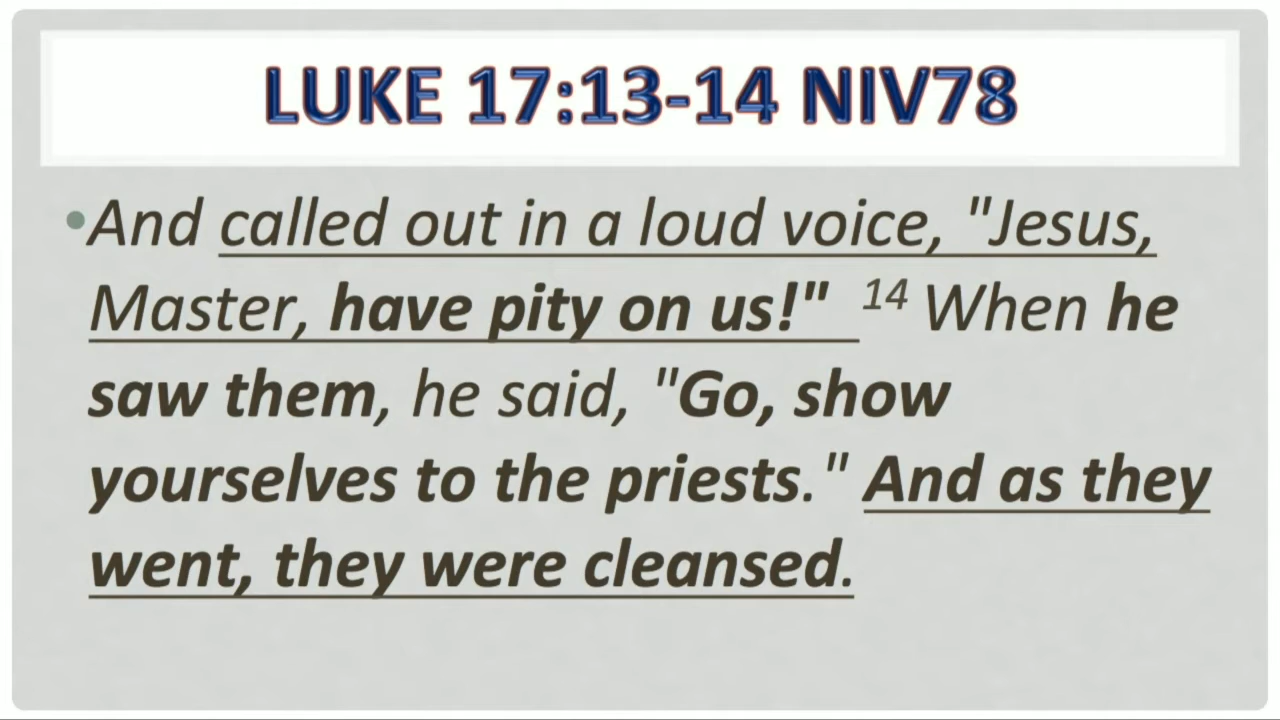 LUKE 17:13-14 NIV78
•And called out in a loud voice, "Jesus,
Master, have pity on us!" 14 When he
saw them, he said, "Go, show
yourselves to the priests." And as they
went, they were cleansed.